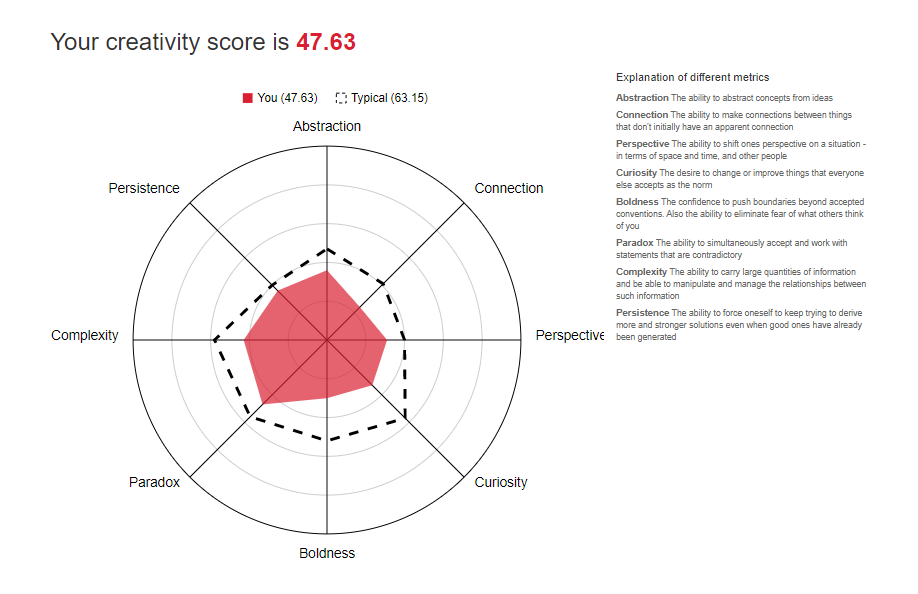 Your creativity score is 47.63
You (47.63) Typical (63.15)
Abstraction
Persistence
Connection
Complexity
Perspective
Paradox
Curiosity
Boldness
Explanation of different metrics
Abstraction The ability to abstract concepts from ideas
Connection The ability to make connections between things
that don't initially have an apparent connection
Perspective The ability to shift ones perspective on a situation -
in terms of space and time, and other people
Curiosity The desire to change or improve things that everyone
else accepts as the norm
Boldness The confidence to push boundaries beyond accepted
conventions. Also the ability to eliminate fear of what others think
of you
Paradox The ability to simultaneously accept and work with
statements that are contradictory
Complexity The ability to carry large quantities of information
and be able to manipulate and manage the relationships between
such information
Persistence The ability to force oneself to keep trying to derive
more and stronger solutions even when good ones have already
been generated